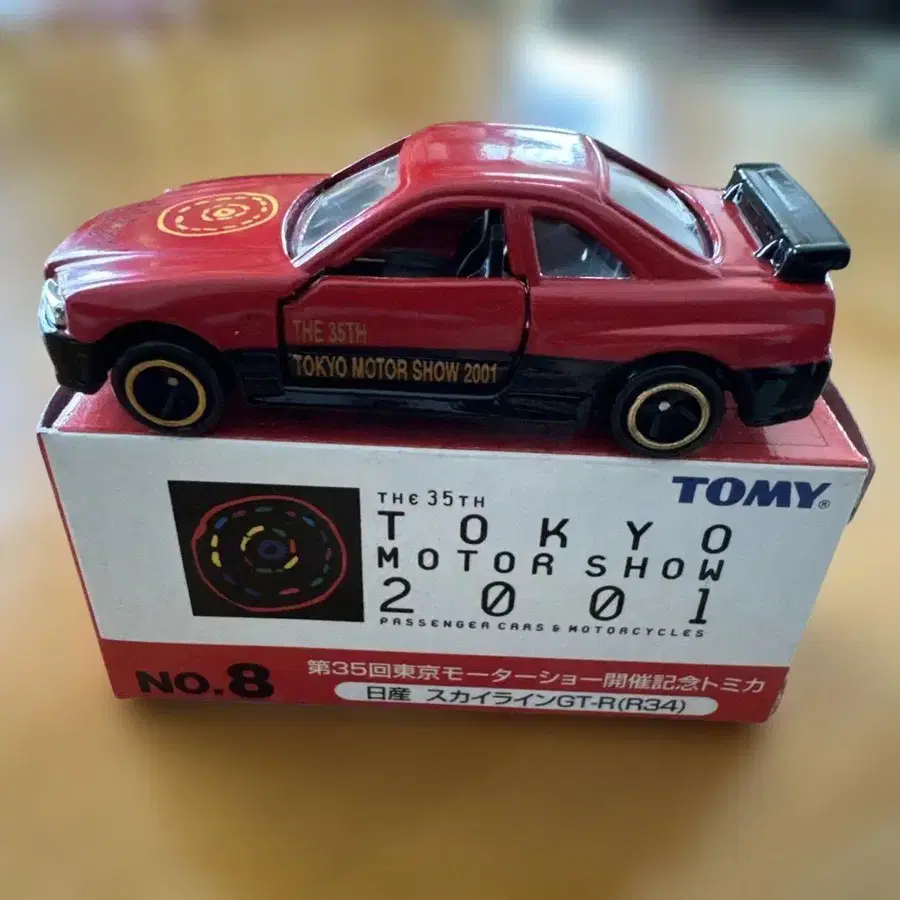 THE 35TH
TOKYO MOTOR SHOW 2001
TOMY®
THE 35TH
TOKYO
MOTOR SHOW
2001
PASSENGER CARS & MOTORCYCLES
NO.8
第35回東京モーターショー開催記念トミカ
日産 スカイラインGT-R(R34)